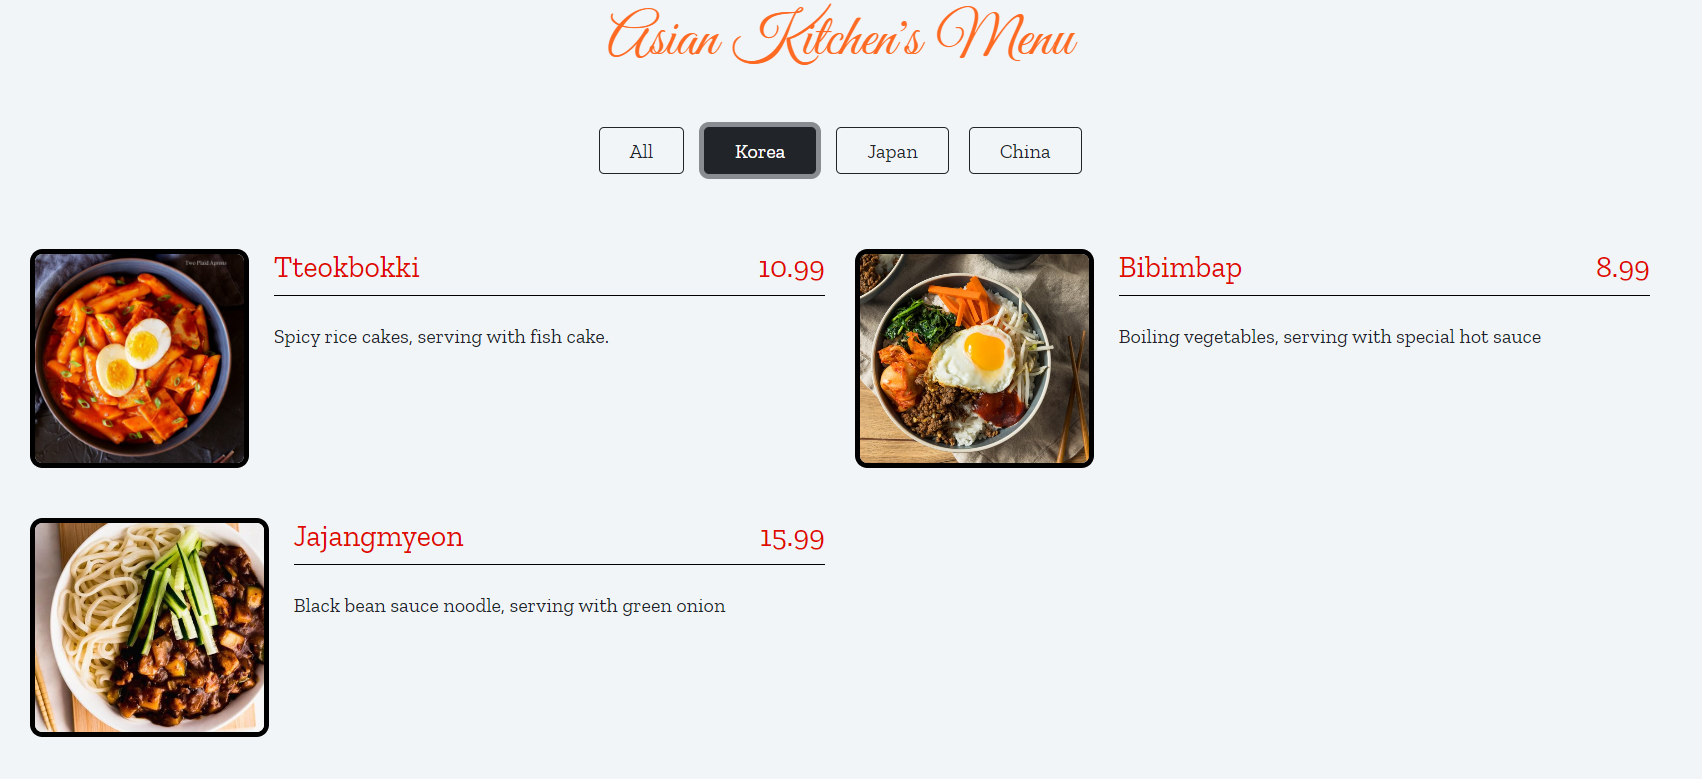 Asian Kitchen's Menu
All
Korea
Japan
China
Two Plaid Aprons
Tteokbokki 10.99
Spicy rice cakes, serving with fish cake.
Bibimbap 8.99
Boiling vegetables, serving with special hot sauce
Jajangmyeon 15.99
Black bean sauce noodle, serving with green onion